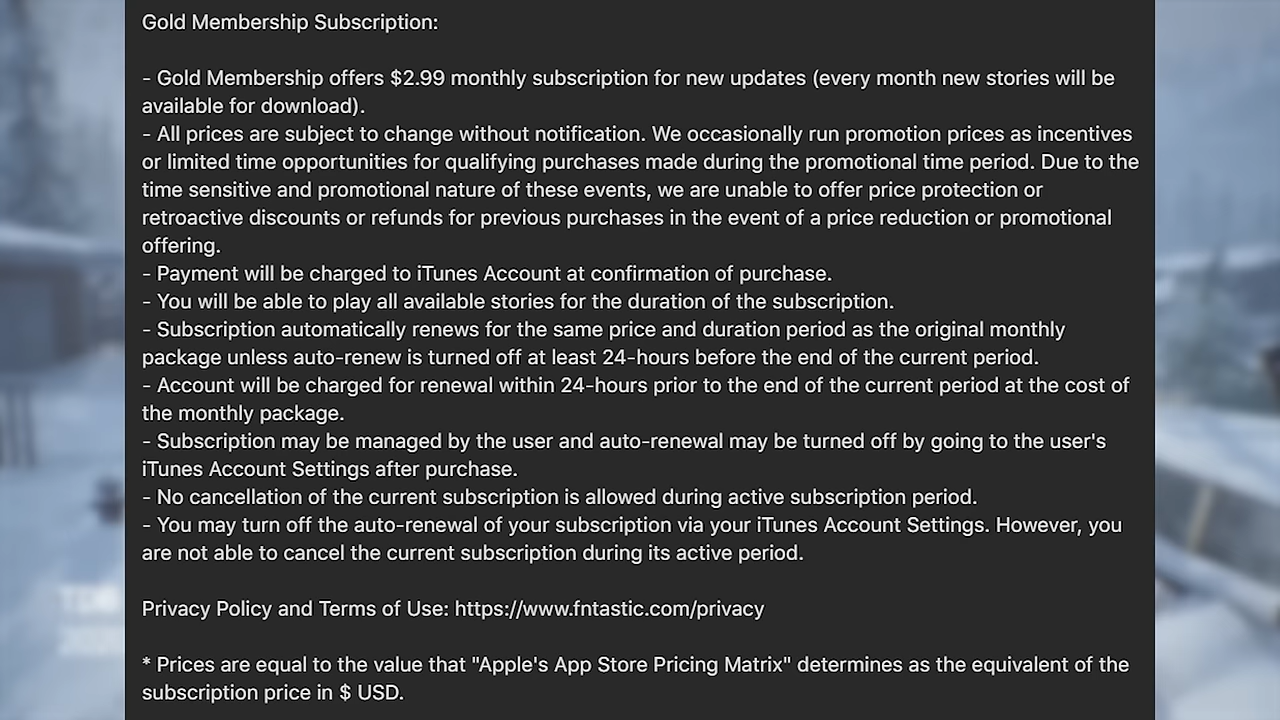 Gold Membership Subscription:
- Gold Membership offers $2.99 monthly subscription for new updates (every month new stories will be
available for download).
- All prices are subject to change without notification. We occasionally run promotion prices as incentives
or limited time opportunities for qualifying purchases made during the promotional time period. Due to the
time sensitive and promotional nature of these events, we are unable to offer price protection or
retroactive discounts or refunds for previous purchases in the event of a price reduction or promotional
offering.
- Payment will be charged to iTunes Account at confirmation of purchase.
- You will be able to play all available stories for the duration of the subscription.
- Subscription automatically renews for the same price and duration period as the original monthly
package unless auto-renew is turned off at least 24-hours before the end of the current period.
- Account will be charged for renewal within 24-hours prior to the end of the current period at the cost of
the monthly package.
- Subscription may be managed by the user and auto-renewal may be turned off by going to the user's
iTunes Account Settings after purchase.
- No cancellation of the current subscription is allowed during active subscription period.
- You may turn off the auto-renewal of your subscription via your iTunes Account Settings. However, you
are not able to cancel the current subscription during its active period.
Privacy Policy and Terms of Use: https://www.fntastic.com/privacy
* Prices are equal to the value that "Apple's App Store Pricing Matrix" determines as the equivalent of the
subscription price in $ USD.